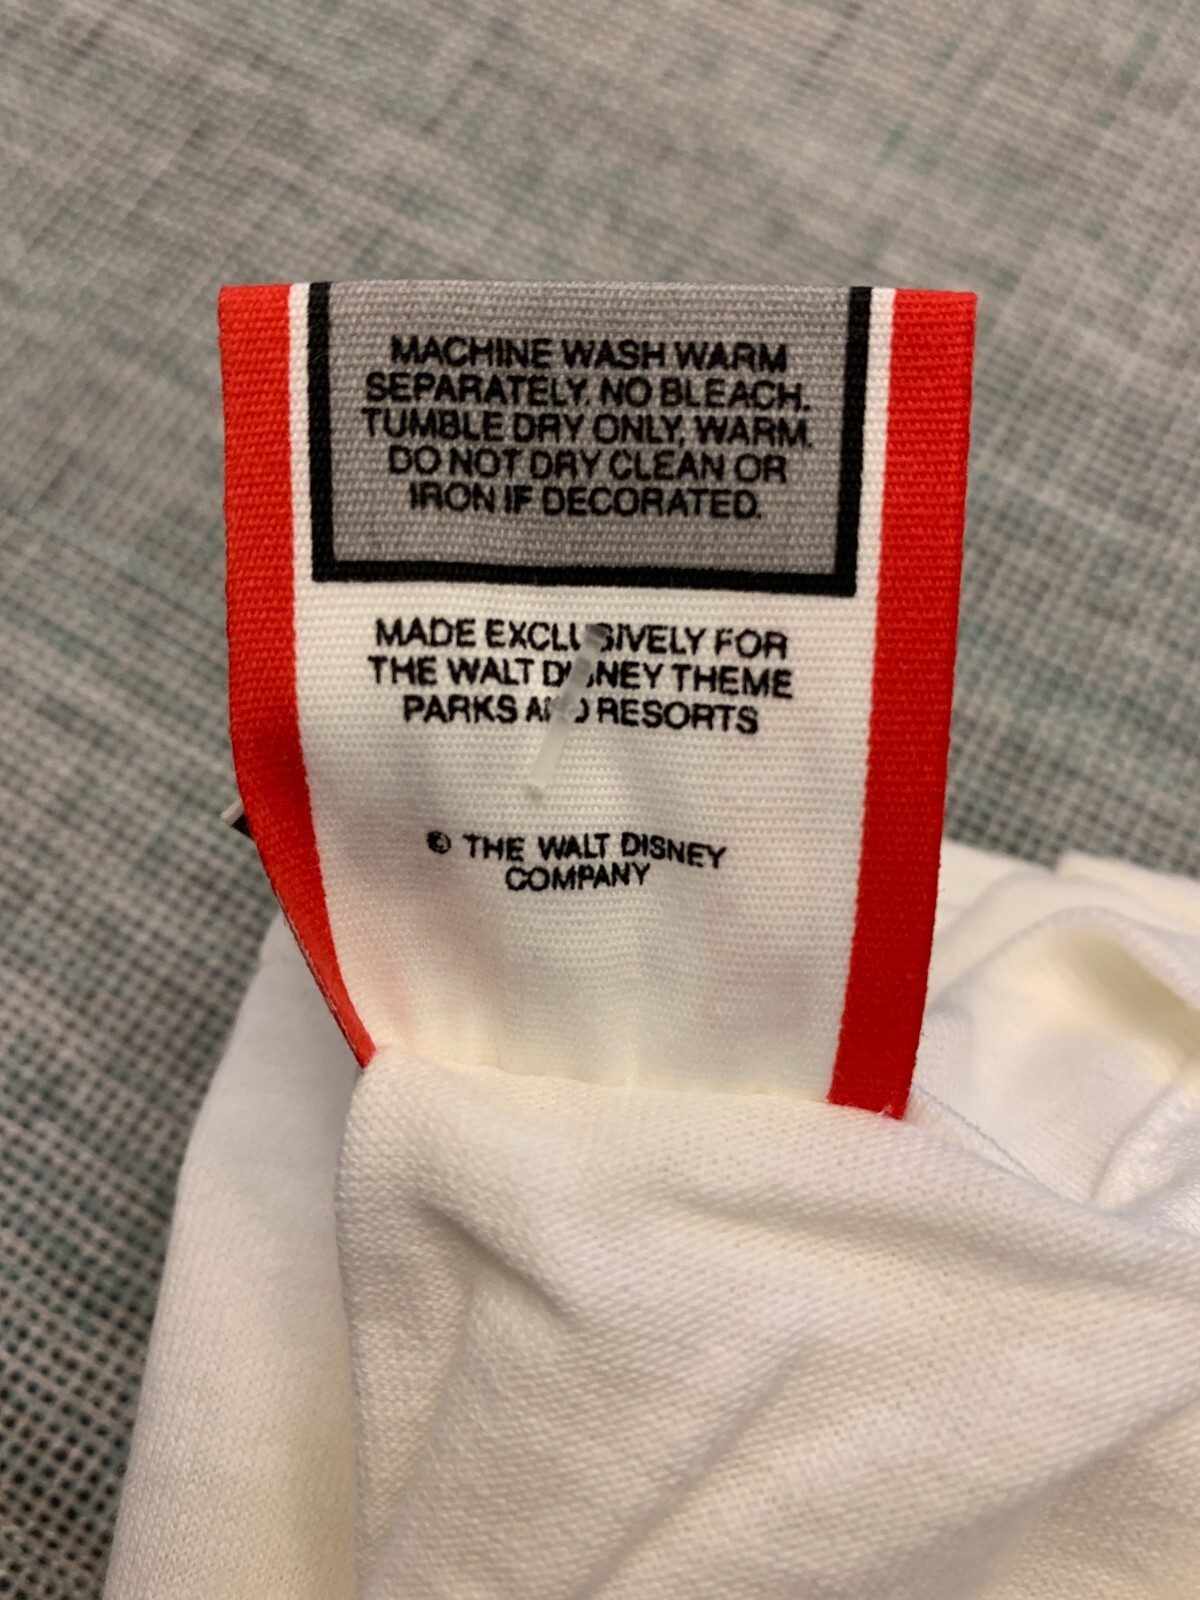 MACHINE WASH WARM
SEPARATELY. NO BLEACH.
TUMBLE DRY ONLY, WARM.
DO NOT DRY CLEAN OR
IRON IF DECORATED.
MADE EXCLUSIVELY FOR
THE WALT DISNEY THEME
PARKS AND RESORTS
© THE WALT DISNEY
COMPANY